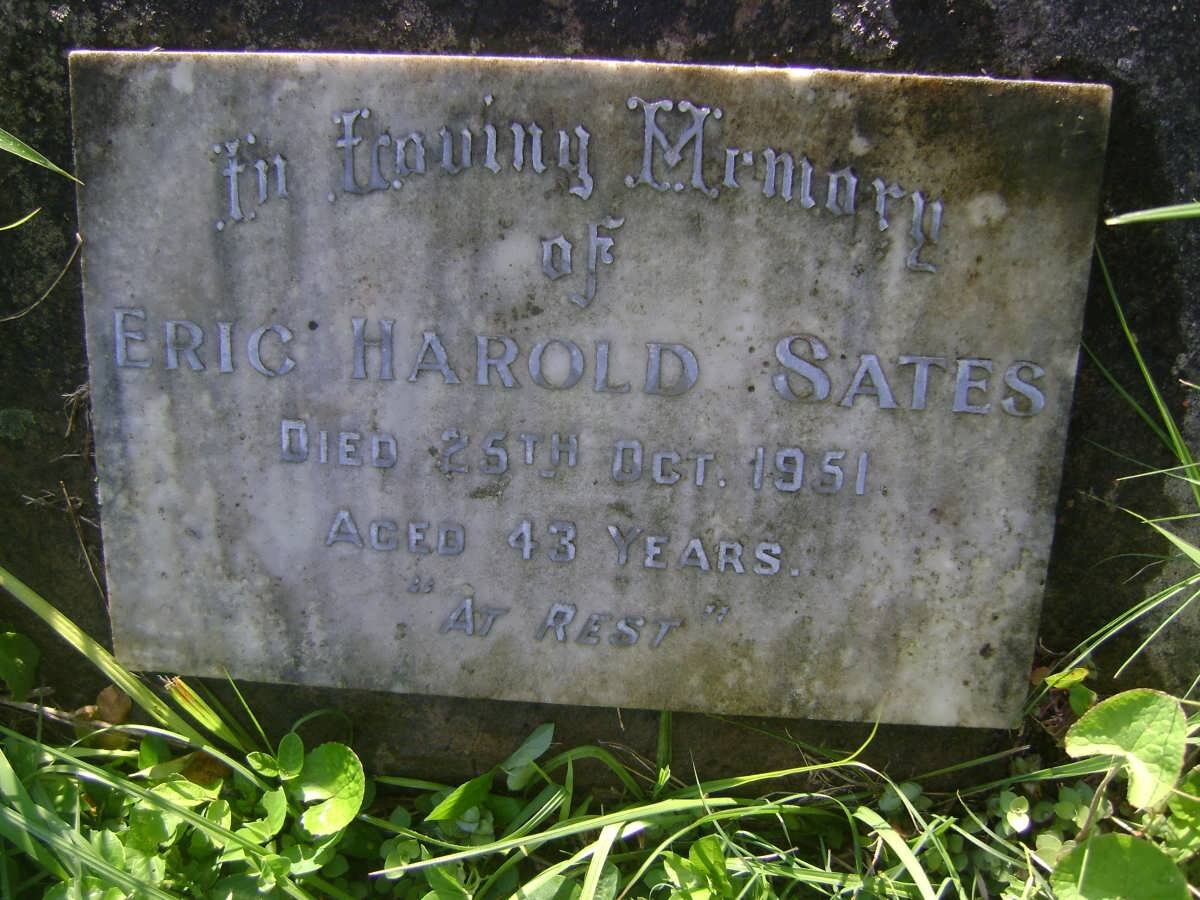 In Loving Memory
of
ERIC HAROLD SATES
DIED 25TH OCT. 1951
AGED 43 YEARS.
"AT REST"